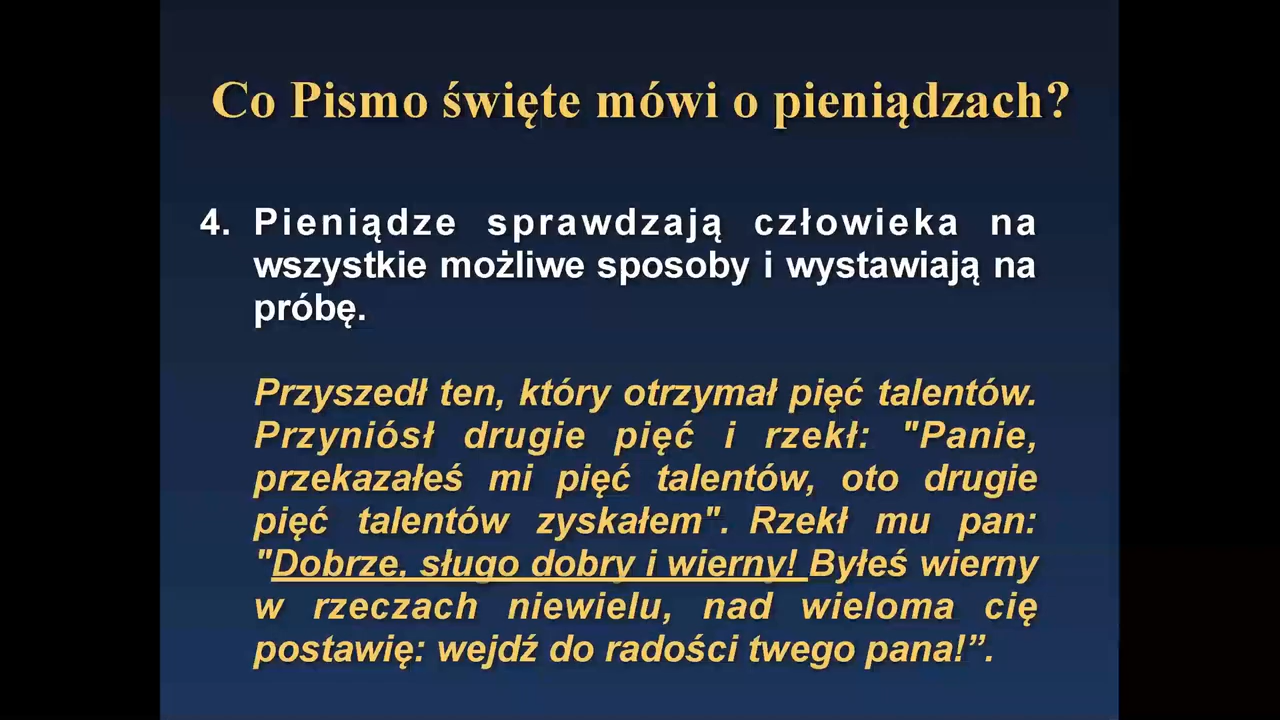 Co Pismo święte mówi o pieniądzach?
4. Pieniądze sprawdzają człowieka na
wszystkie możliwe sposoby i wystawiają na
próbę.
Przyszedł ten, który otrzymał pięć talentów.
Przyniósł drugie pięć i rzekł: "Panie,
przekazałeś mi pięć talentów, oto drugie
pięć talentów zyskałem". Rzekł mu pan:
"Dobrze, sługo dobry i wierny! Byłeś wierny
w rzeczach niewielu, nad wieloma cię
postawię: wejdź do radości twego pana!”.